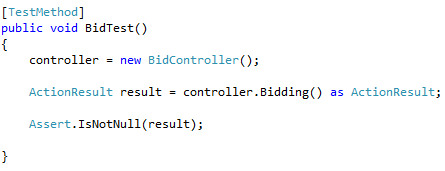 [TestMethod]
public void BidTest()
{
controller = new BidController();
ActionResult result = controller.Bidding() as ActionResult;
Assert.IsNotNull(result);
}